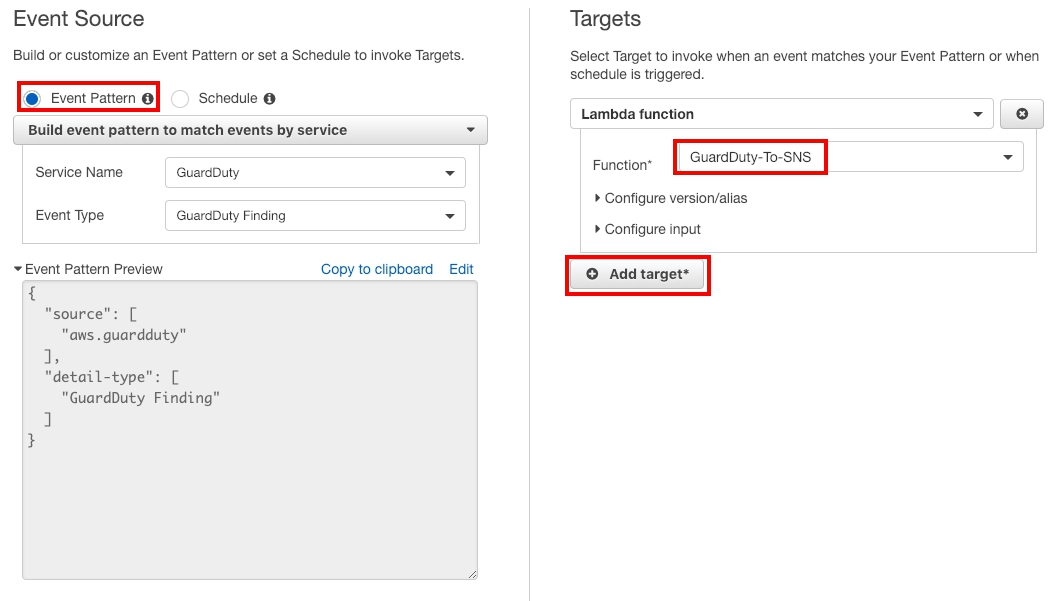 Event Source
Build or customize an Event Pattern or set a Schedule to invoke Targets.
Event Pattern
Schedule
Build event pattern to match events by service
Service Name
GuardDuty
Event Type
GuardDuty Finding
Event Pattern Preview
Copy to clipboard
Edit
{
  "source": [
    "aws.guardduty"
  ],
  "detail-type": [
    "GuardDuty Finding"
  ]
}
Targets
Select Target to invoke when an event matches your Event Pattern or when
schedule is triggered.
Lambda function
Function*
GuardDuty-To-SNS
Configure version/alias
Configure input
Add target*